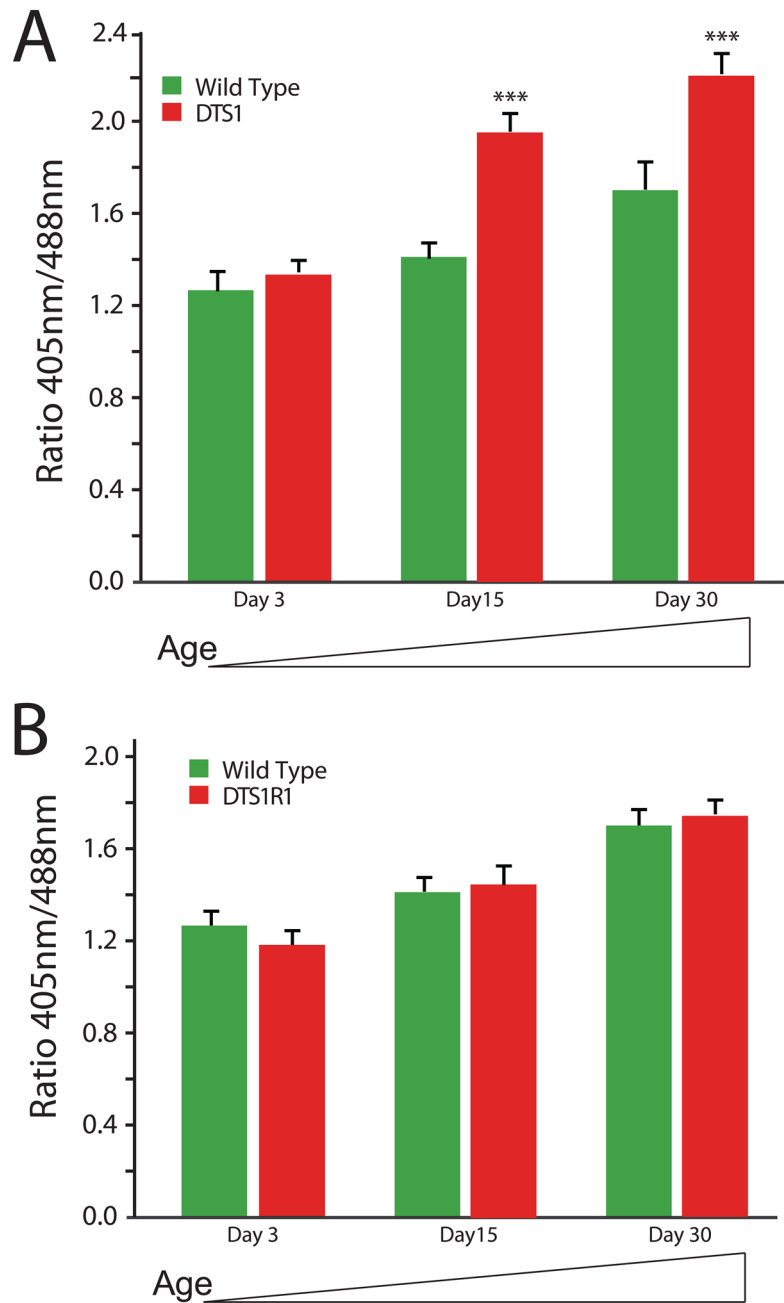 A
2.4
2.0
1.6
1.2
0.8
0.4
0.0
Ratio 405nm/488nm
Wild Type
DTS1
***
***
Day 3
Day15
Day 30
Age
B
2.0
1.6
1.2
0.8
0.4
0.0
Ratio 405nm/488nm
Wild Type
DTS1R1
Day 3
Day15
Day 30
Age